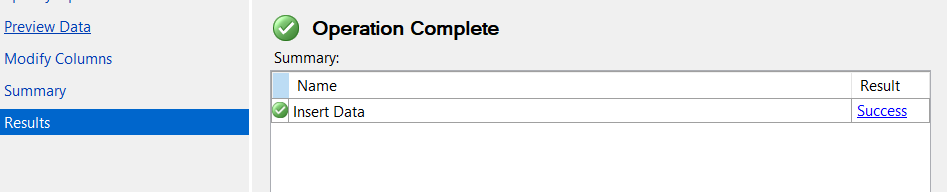 Preview Data
Modify Columns
Summary
Results
Operation Complete
Summary:
Name Result
Insert Data Success